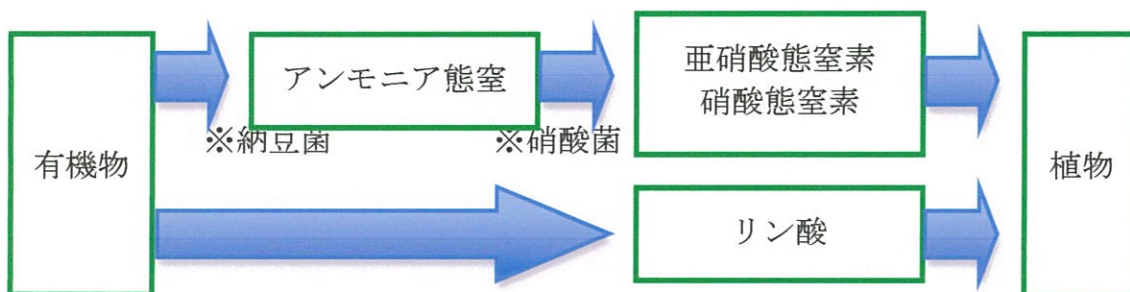 有機物
アンモニア態窒
※納豆菌
※硝酸菌
亜硝酸態窒素
硝酸態窒素
リン酸
植物